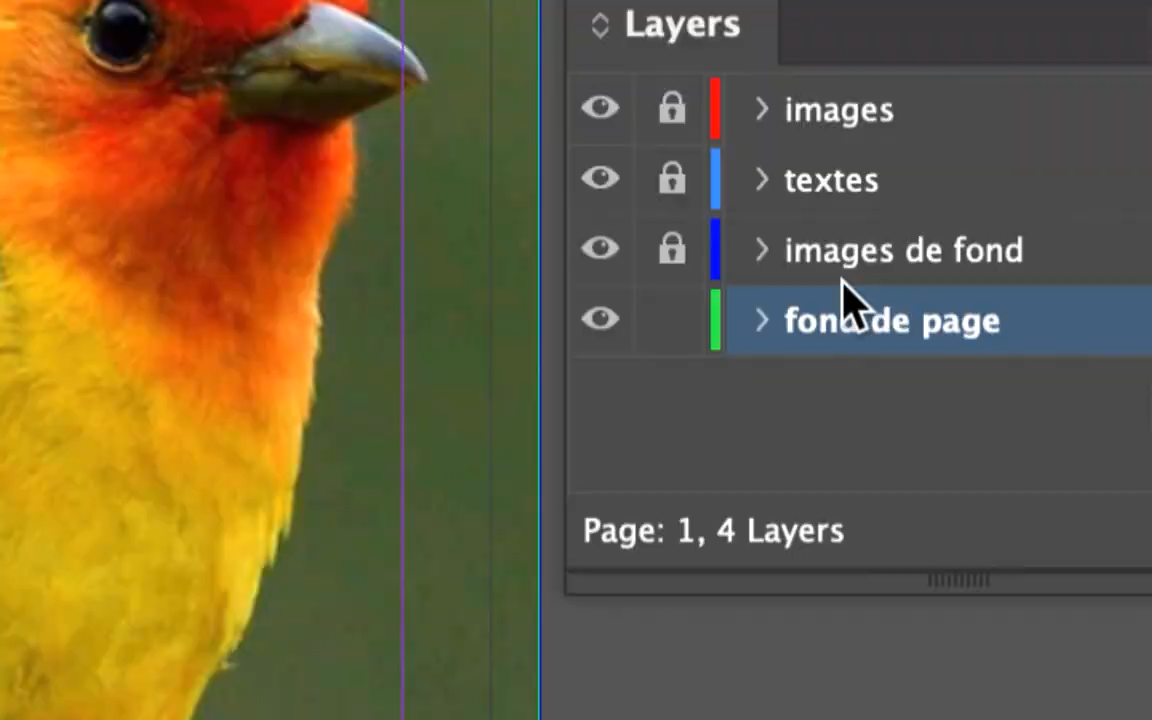 Layers
images
textes
images de fond
fond de page
Page: 1, 4 Layers